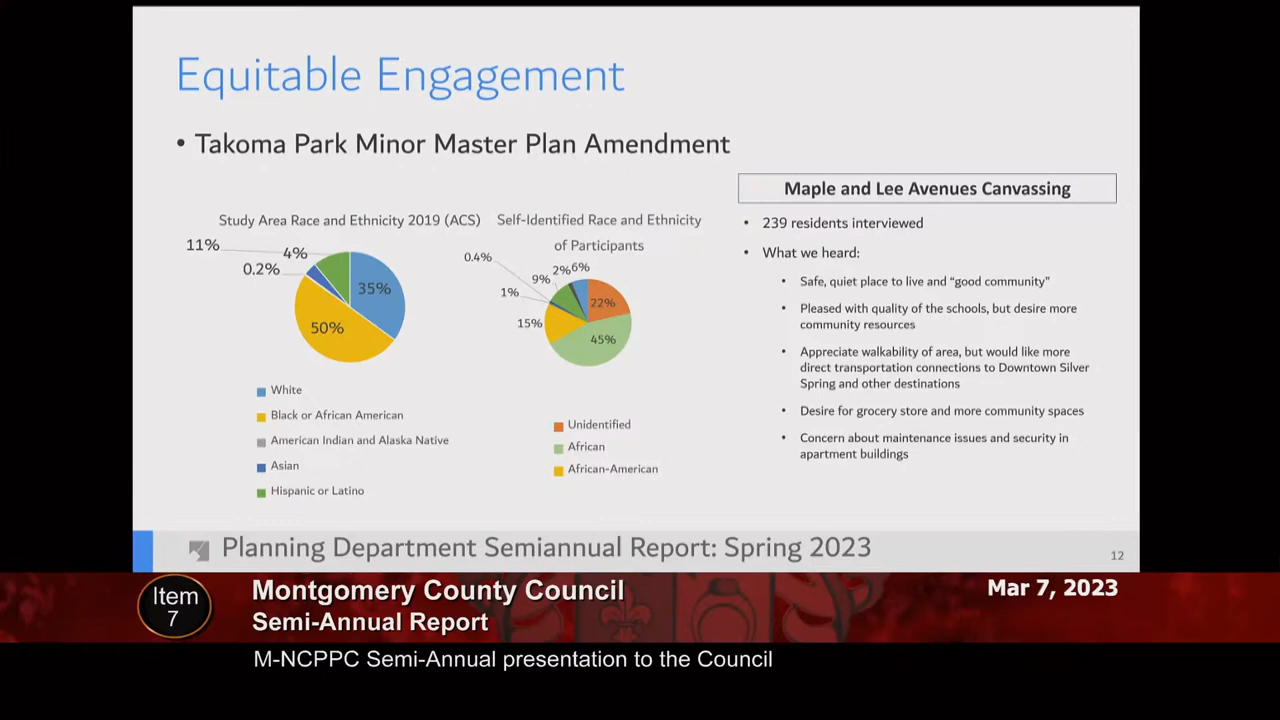 Equitable Engagement
• Takoma Park Minor Master Plan Amendment
Study Area Race and Ethnicity 2019 (ACS)
11%
4%
0.2%
35%
50%
White
Black or African American
American Indian and Alaska Native
Asian
Hispanic or Latino
Self-Identified Race and Ethnicity
of Participants
0.4%
9%
2%
6%
1%
22%
15%
45%
Unidentified
African
African-American
Maple and Lee Avenues Canvassing
• 239 residents interviewed
• What we heard:
• Safe, quiet place to live and “good community”
• Pleased with quality of the schools, but desire more
community resources
• Appreciate walkability of area, but would like more
direct transportation connections to Downtown Silver
Spring and other destinations
• Desire for grocery store and more community spaces
• Concern about maintenance issues and security in
apartment buildings
Planning Department Semiannual Report: Spring 2023
12
Item
7
Montgomery County Council
Semi-Annual Report
Mar 7, 2023
M-NCPPC Semi-Annual presentation to the Council